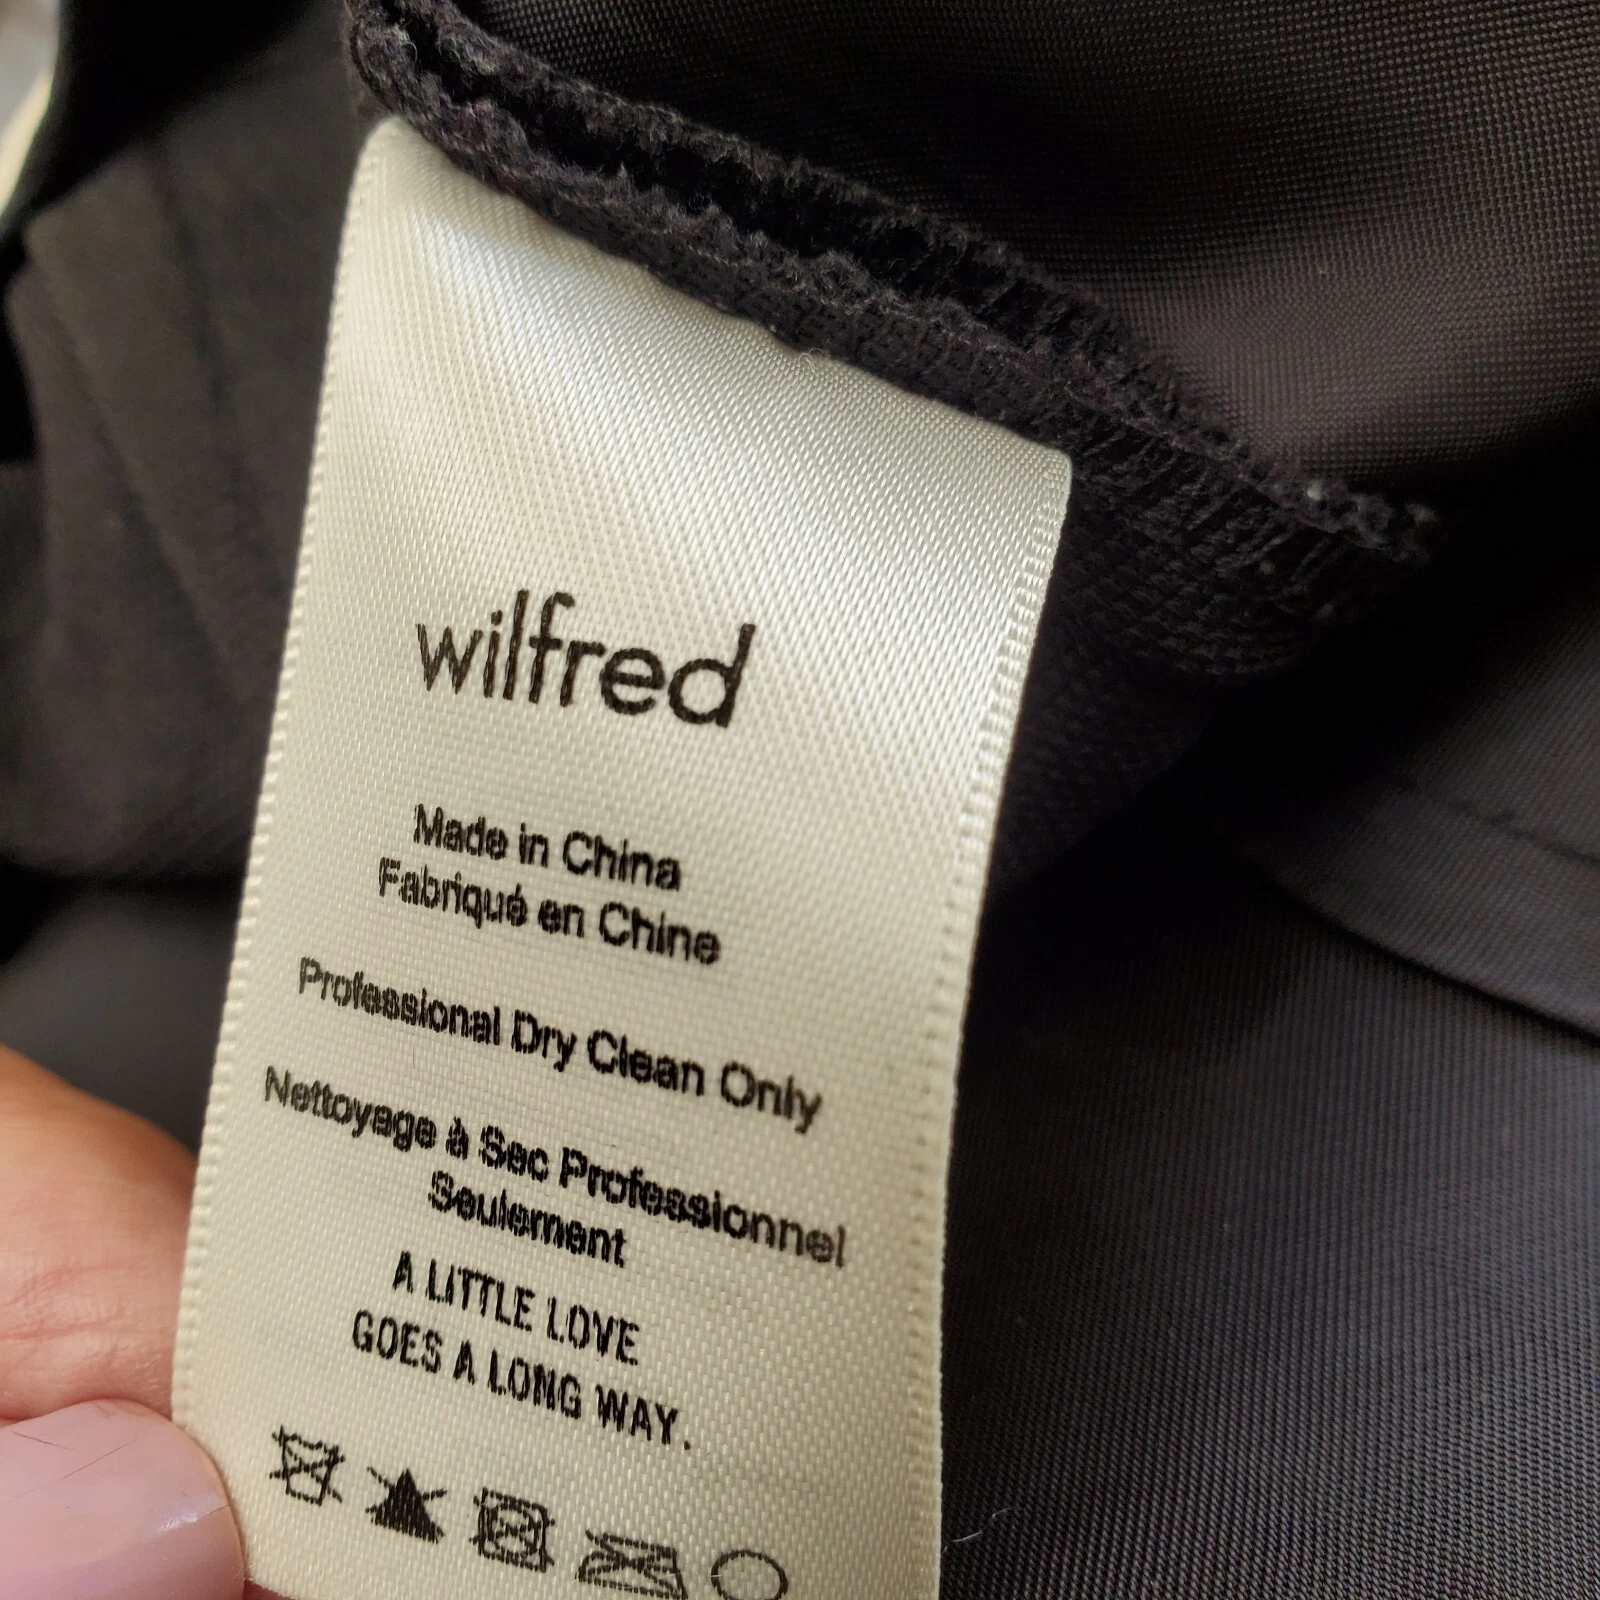 wilfred
Made in China
Fabriqué en Chine
Professional Dry Clean Only
Nettoyage à Sec Professionnel
Seulement
A LITTLE LOVE
GOES A LONG WAY.